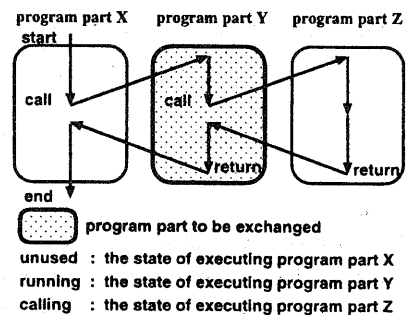 program part X program part Y program part Z
start
call call
return return
end
program part to be exchanged
unused : the state of executing program part X
running : the state of executing program part Y
calling : the state of executing program part Z